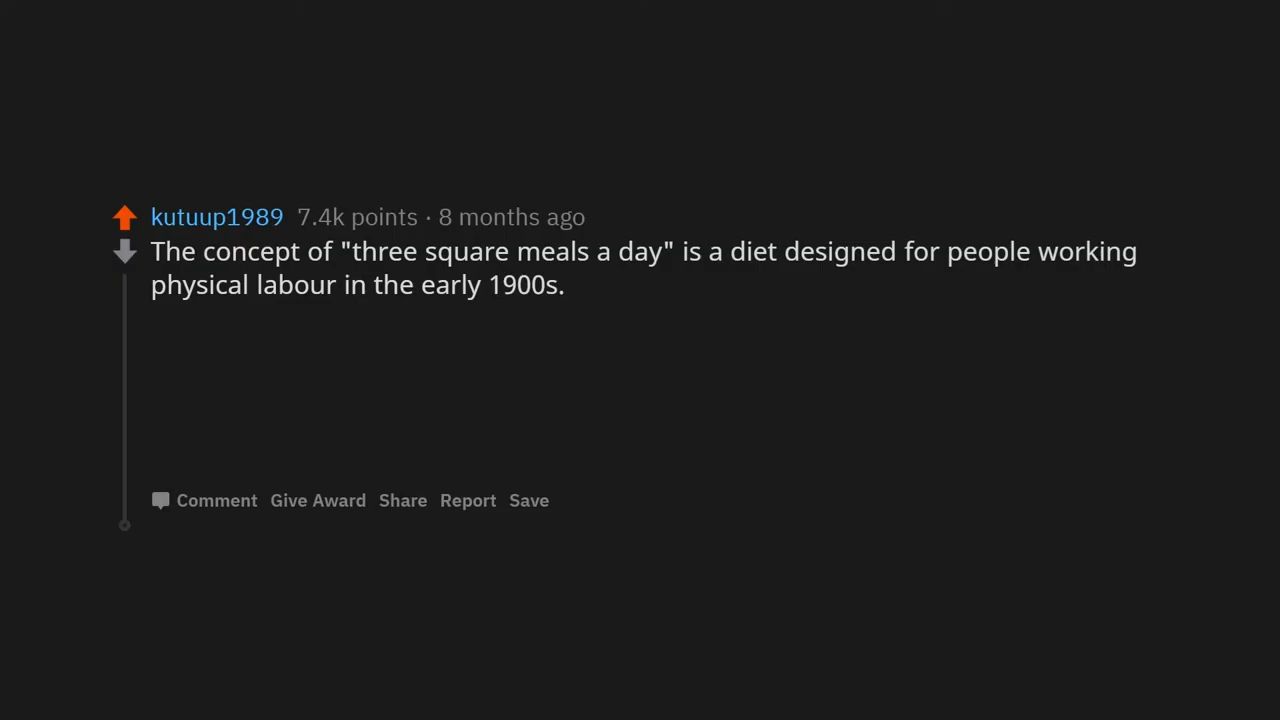 kutuup1989 7.4k points · 8 months ago
The concept of "three square meals a day" is a diet designed for people working
physical labour in the early 1900s.
Comment Give Award Share Report Save